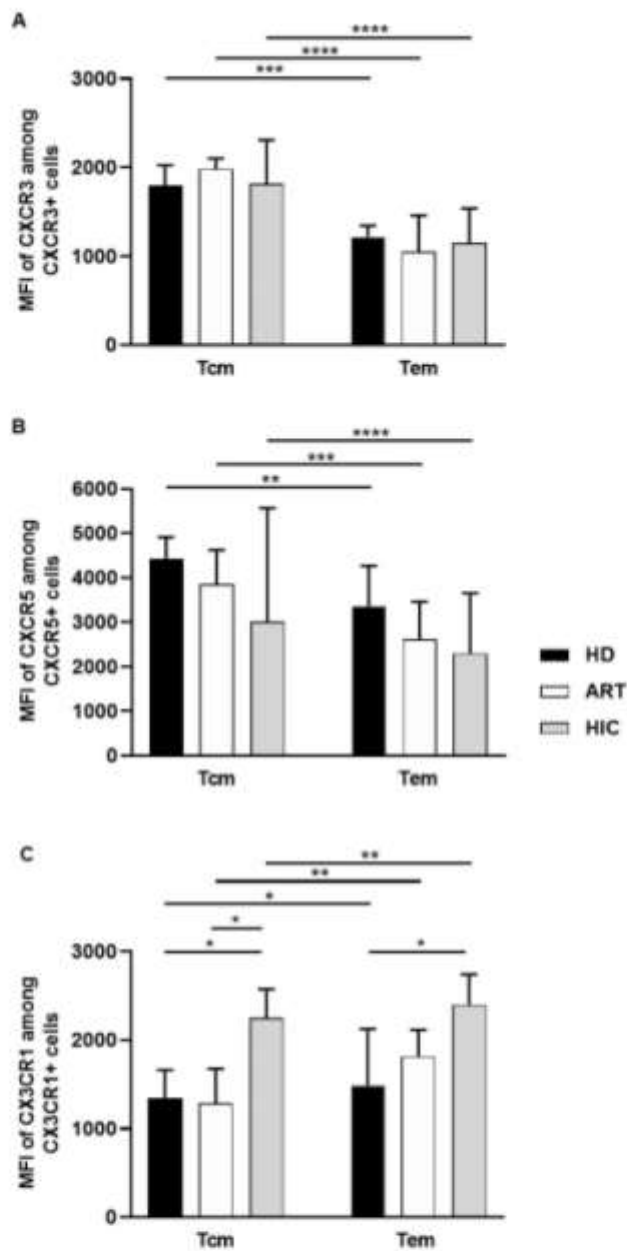 A
****
****
***
3000
2000
1000
0
MFI of CXCR3 among
CXCR3+ cells
Tcm Tem
B
****
***
**
6000
5000
4000
3000
2000
1000
0
MFI of CXCR5 among
CXCR5+ cells
Tcm Tem
HD
ART
HIC
C
**
**
*
*
* *
3000
2000
1000
0
MFI of CX3CR1 among
CX3CR1+ cells
Tcm Tem